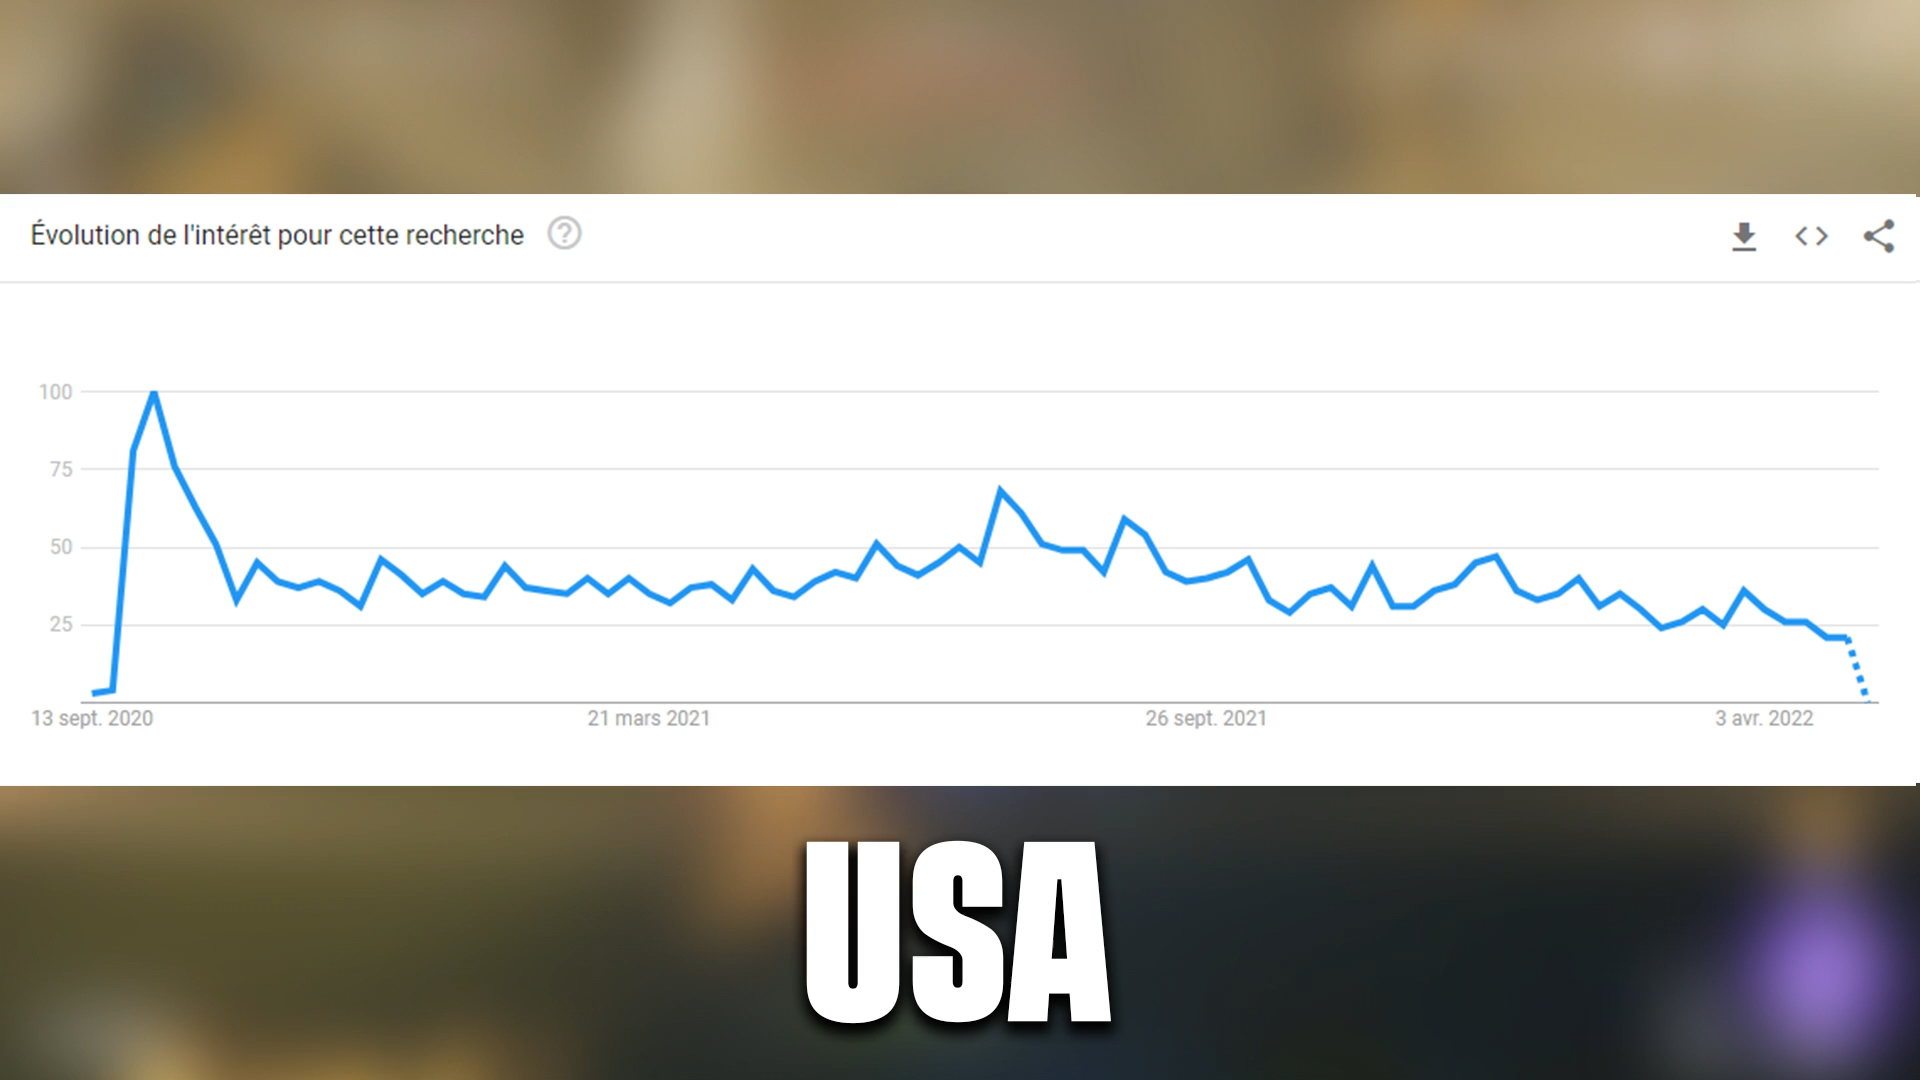 Évolution de l'intérêt pour cette recherche ?
100
75
50
25
13 sept. 2020 21 mars 2021 26 sept. 2021 3 avr. 2022
USA